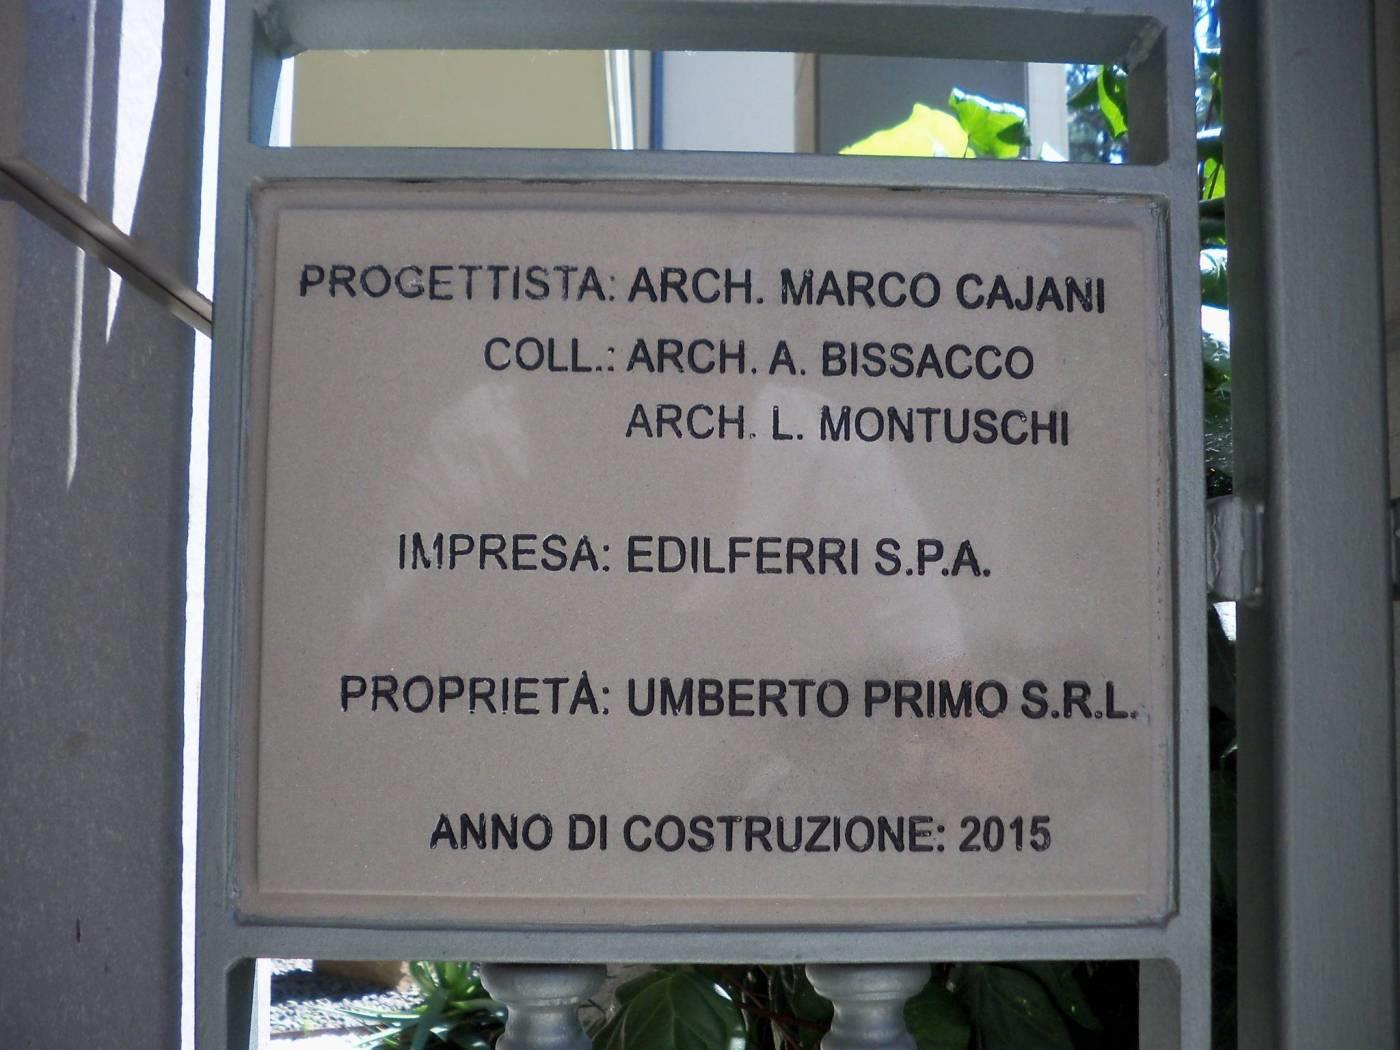 PROGETTISTA: ARCH. MARCO CAJANI
COLL.: ARCH. A. BISSACCO
ARCH. L. MONTUSCHI
IMPRESA: EDILFERRI S.P.A.
PROPRIETÀ: UMBERTO PRIMO S.R.L.
ANNO DI COSTRUZIONE: 2015